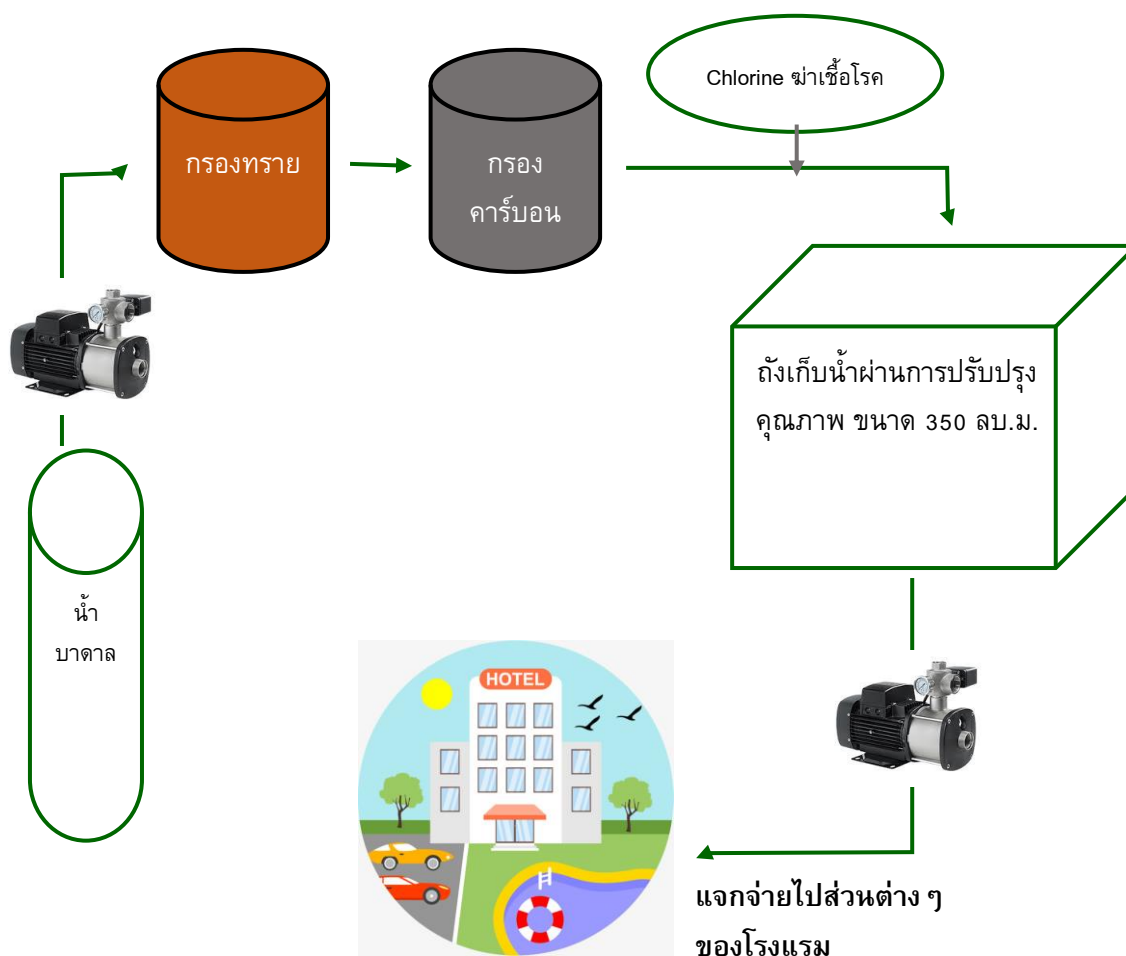 Chlorine ฆ่าเชื้อโรค
กรองทราย
กรอง
คาร์บอน
ถังเก็บน้ำผ่านการปรับปรุง
คุณภาพ ขนาด 350 ลบ.ม.
น้ำ
บาดาล
HOTEL
แจกจ่ายไปส่วนต่าง ๆ
ของโรงแรม